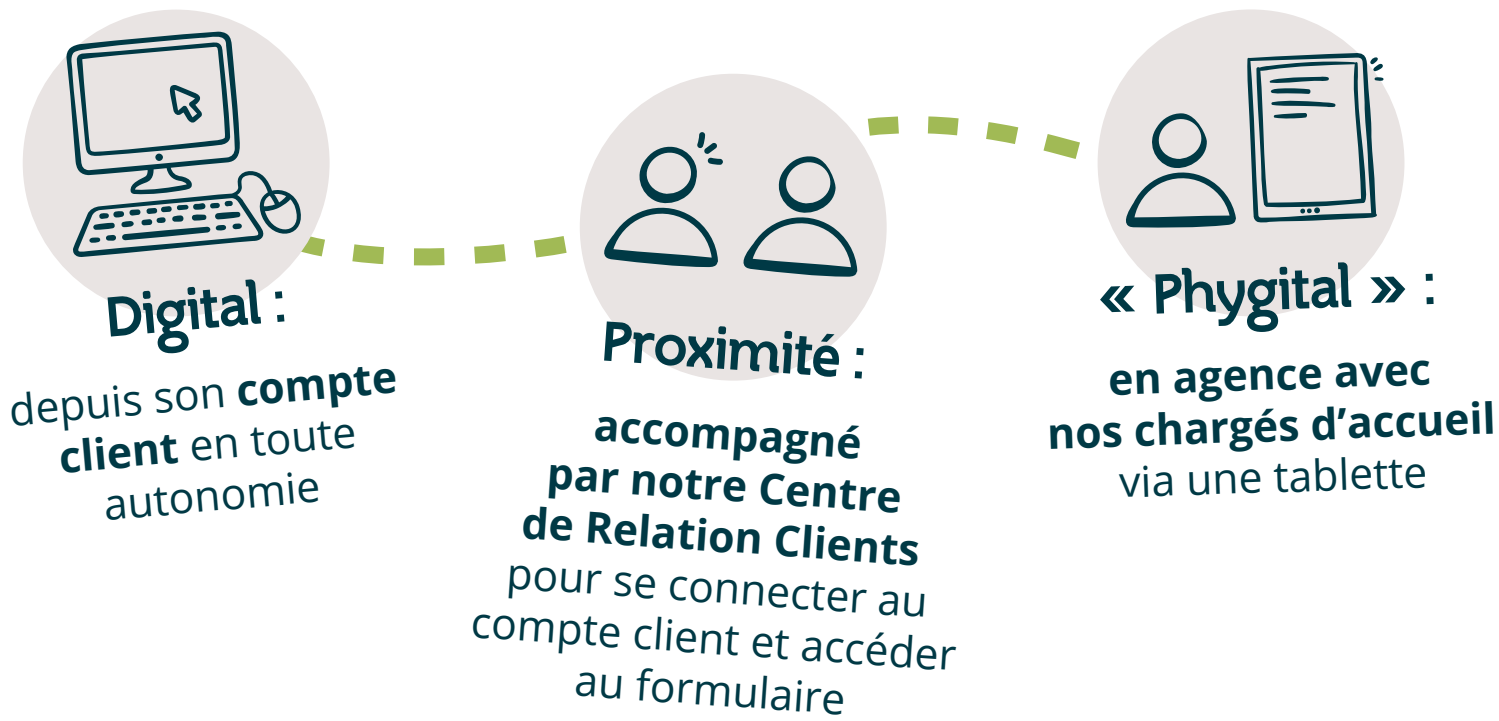 Digital :
depuis son compte
client en toute
autonomie
Proximité :
accompagné
par notre Centre
de Relation Clients
pour se connecter au
compte client et accéder
au formulaire
« Phygital » :
en agence avec
nos chargés d’accueil
via une tablette